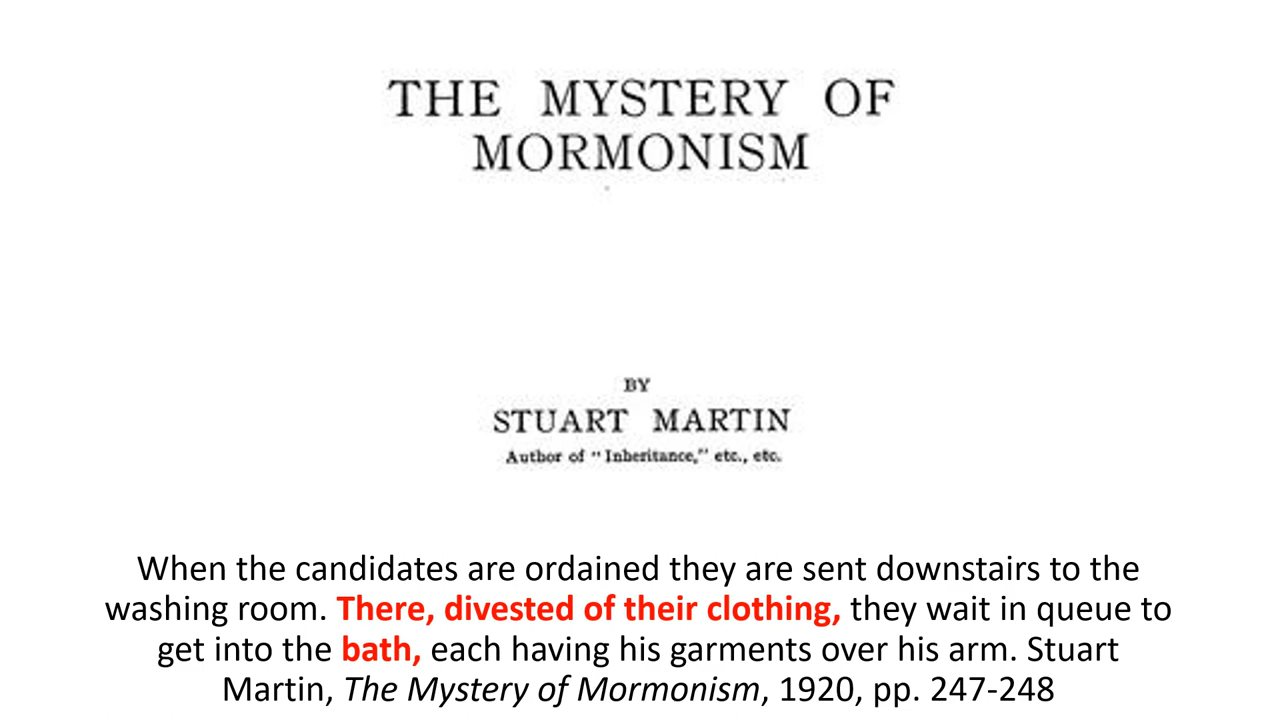 THE MYSTERY OF
MORMONISM
BY
STUART MARTIN
Author of "Inheritance," etc., etc.
When the candidates are ordained they are sent downstairs to the
washing room. There, divested of their clothing, they wait in queue to
get into the bath, each having his garments over his arm. Stuart
Martin, The Mystery of Mormonism, 1920, pp. 247-248